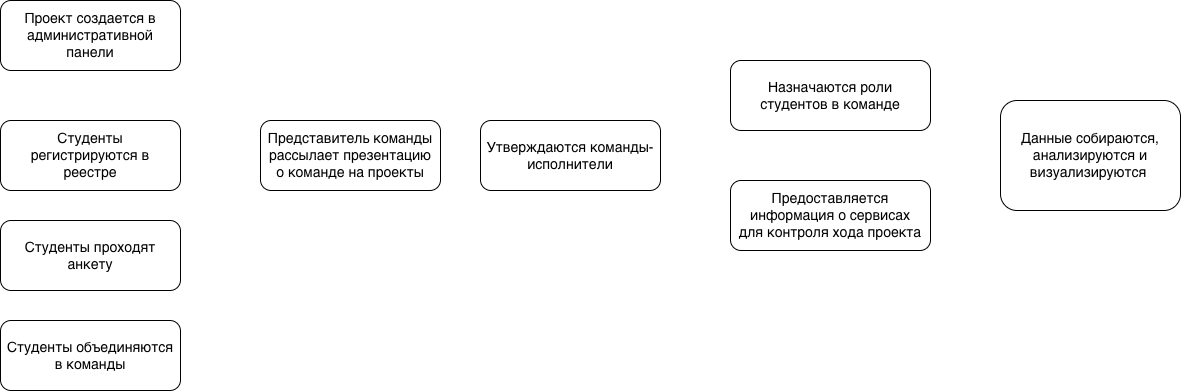 Проект создается в
административной
панели
Студенты
регистрируются в
реестре
Студенты проходят
анкету
Студенты объединяются
в команды
Представитель команды
рассылает презентацию
о команде на проекты
Утверждаются команды-
исполнители
Назначаются роли
студентов в команде
Предоставляется
информация о сервисах
для контроля хода проекта
Данные собираются,
анализируются и
визуализируются